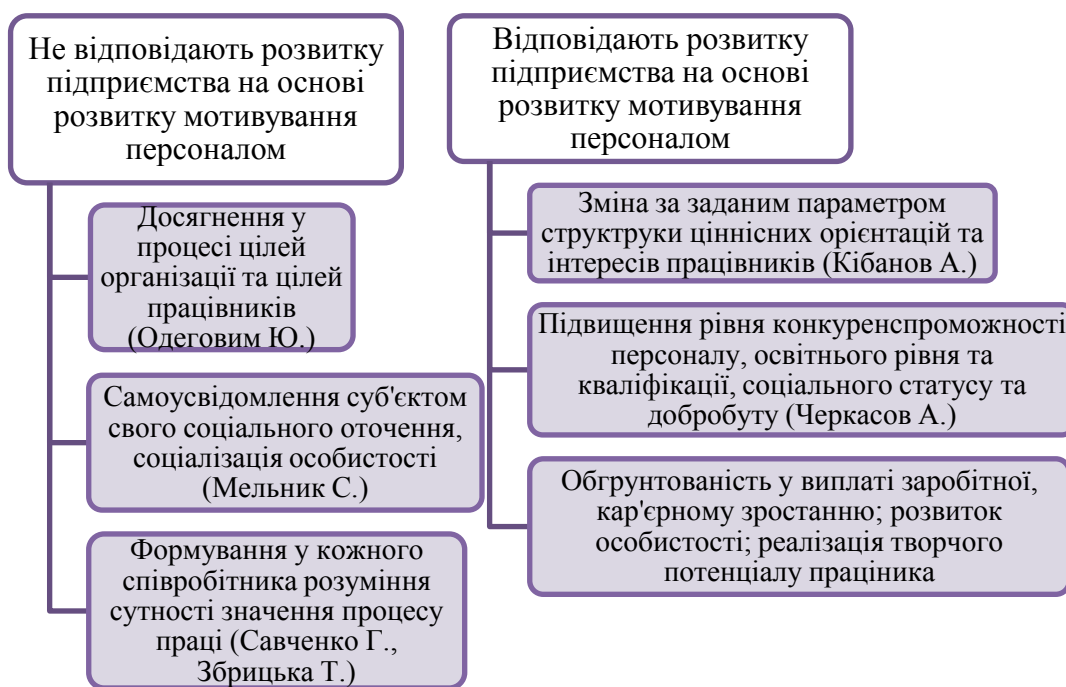 Не відповідають розвитку
підприємства на основі
розвитку мотивування
персоналом
Досягнення у
процесі цілей
організації та цілей
працівників
(Одеговим Ю.)
Самоусвідомлення суб'єктом
свого соціального оточення,
соціалізація особистості
(Мельник С.)
Формування у кожного
співробітника розуміння
сутності значення процесу
праці (Савченко Г.,
Збрицька Т.)
Відповідають розвитку
підприємства на основі
розвитку мотивування
персоналом
Зміна за заданим параметром
структруки ціннісних орієнтацій та
інтересів працівників (Кібанов А.)
Підвищення рівня конкуренспроможності
персоналу, освітнього рівня та
кваліфікації, соціального статусу та
добробуту (Черкасов А.)
Обгрунтованість у виплаті заробітної,
кар'єрному зростанню; розвиток
особистості; реалізація творчого
потенціалу праціника